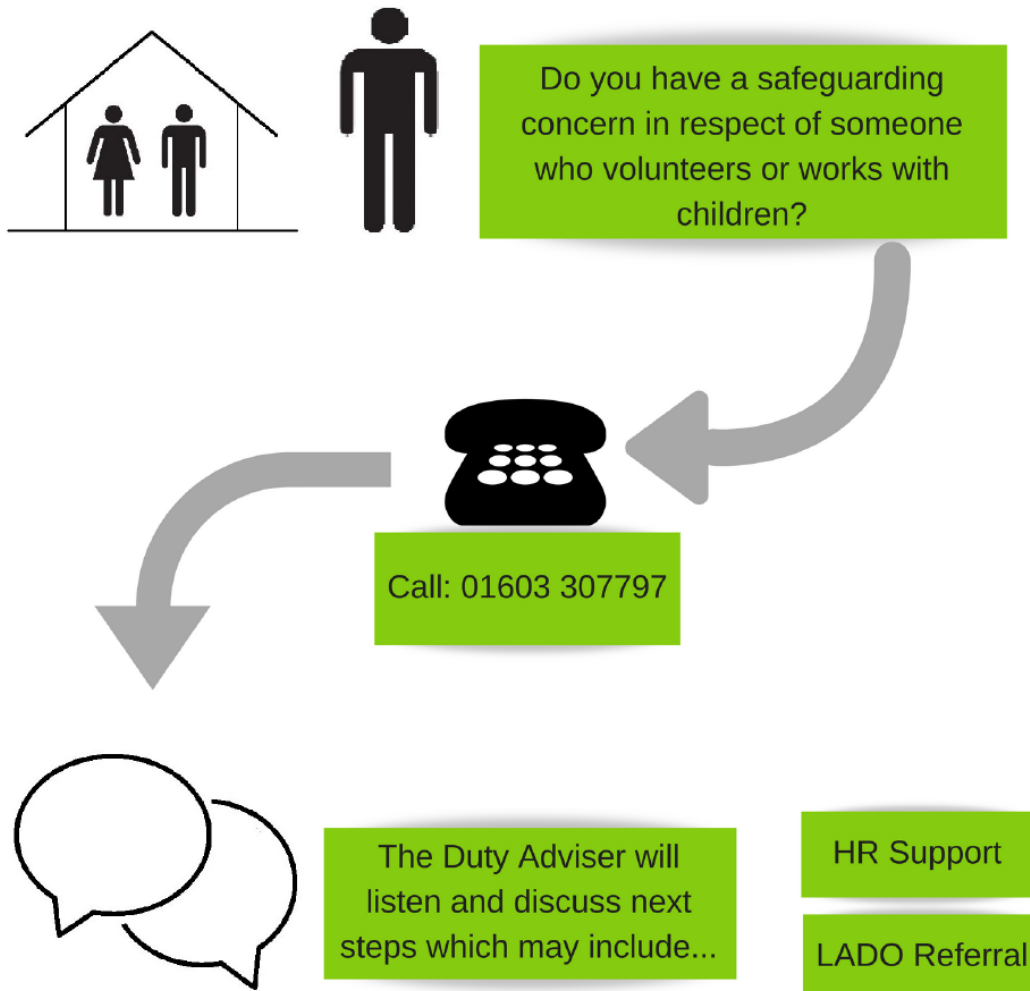 Do you have a safeguarding
concern in respect of someone
who volunteers or works with
children?
Call: 01603 307797
The Duty Adviser will
listen and discuss next
steps which may include...
HR Support
LADO Referral